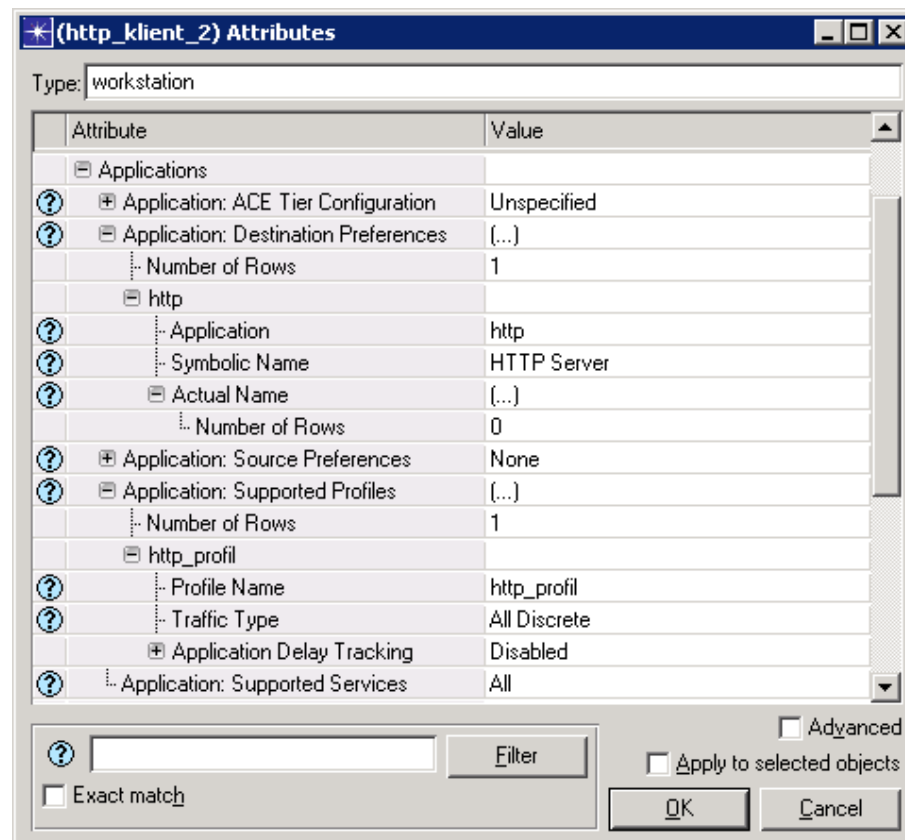 (http_klient_2) Attributes
Type: workstation
Attribute Value
Applications
Application: ACE Tier Configuration Unspecified
Application: Destination Preferences (...)
Number of Rows 1
http
Application http
Symbolic Name HTTP Server
Actual Name (...)
Number of Rows 0
Application: Source Preferences None
Application: Supported Profiles (...)
Number of Rows 1
http_profil
Profile Name http_profil
Traffic Type All Discrete
Application Delay Tracking Disabled
Application: Supported Services All
Advanced
Filter
Apply to selected objects
Exact match
OK Cancel